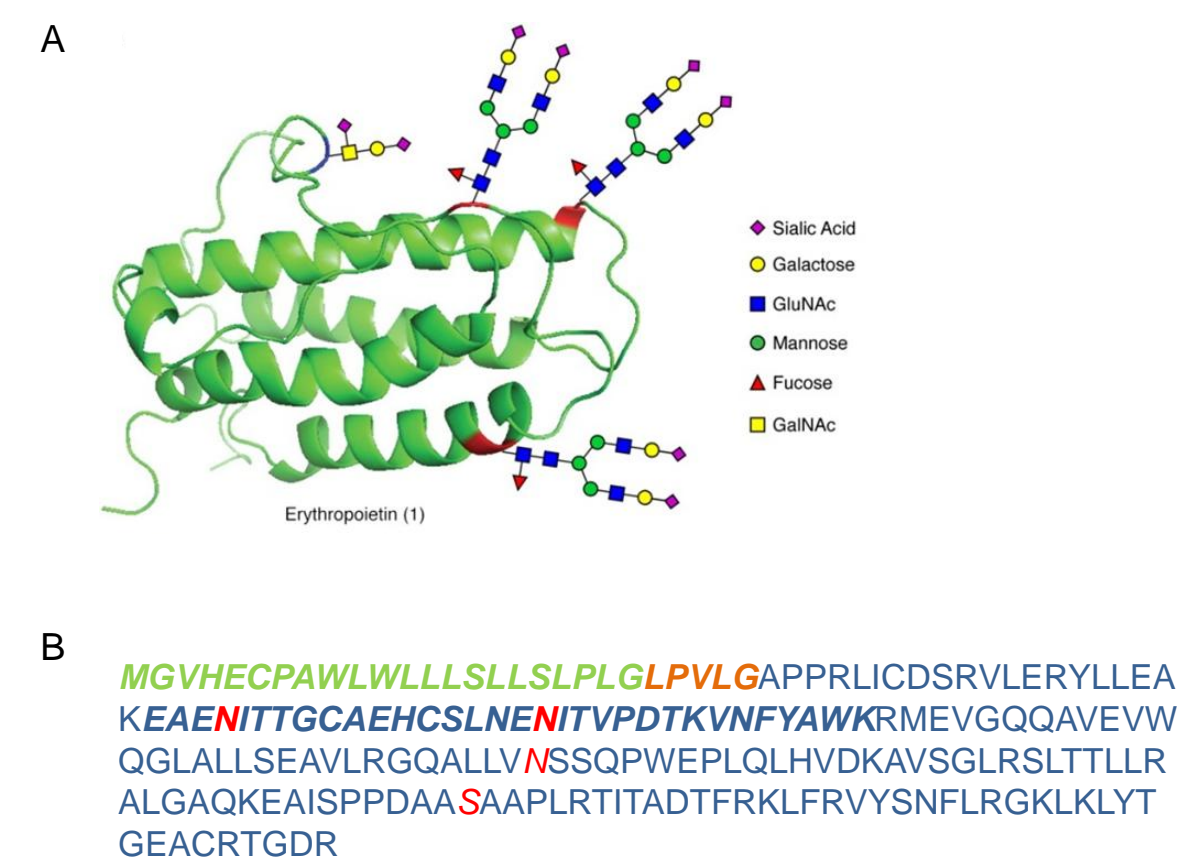 A
Sialic Acid
Galactose
GluNAc
Mannose
Fucose
GalNAc
Erythropoietin (1)
B
MGVHECPAWLWLLLSLLSLPLGLPVLGAPPRLICDSRVLERYLLEA
KEAENITTGCAEHCSLNENITVPDTKVNFYAWKRMEVGQQAVEVW
QGLALLSEAVLRGQALLVNSSQPWEPLQLHVDKAVSGLRSLTTLLR
ALGAQKEAISPPDAASAAPLRTITADTFRKLFRVYSNFLRGKLKLYT
GEACRTGDR